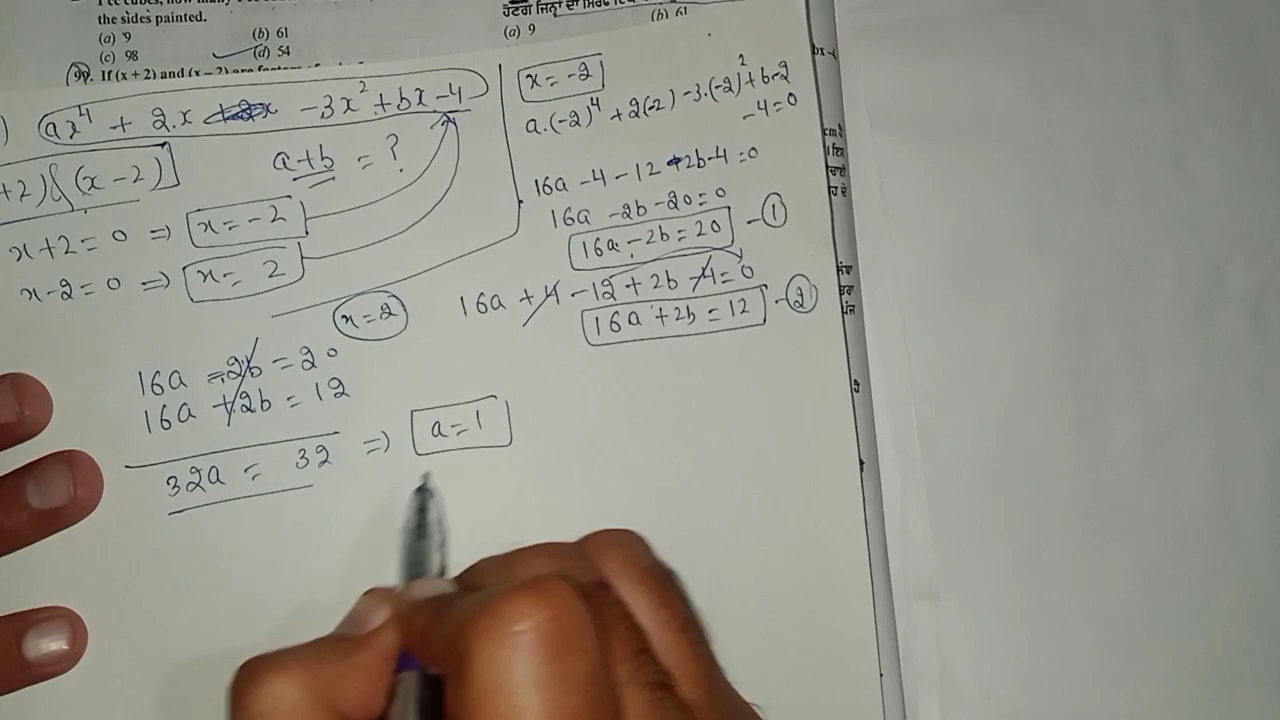 the sides painted.
(a) 9 (b) 61
(c) 98 (d) 54
99. If (x + 2) and (x − 2) are factors of
ax⁴ + 2.x − 3x² + bx − 4
+2) & (x − 2)
a+b = ?
x+2 = 0 => x = −2
x−2 = 0 => x = 2
(a) 9 (b) 61
x = −2
a.(−2)⁴ + 2(−2) − 3.(−2)² + b−2
− 4 = 0
16a − 4 − 12 − 2b − 4 = 0
16a − 2b − 20 = 0
16a − 2b = 20 − 1
x = 2
16a + 4 − 12 + 2b − 4 = 0
16a + 2b = 12 − 2
16a − 2b = 20
16a + 2b = 12
32a = 32 => a = 1
bx −